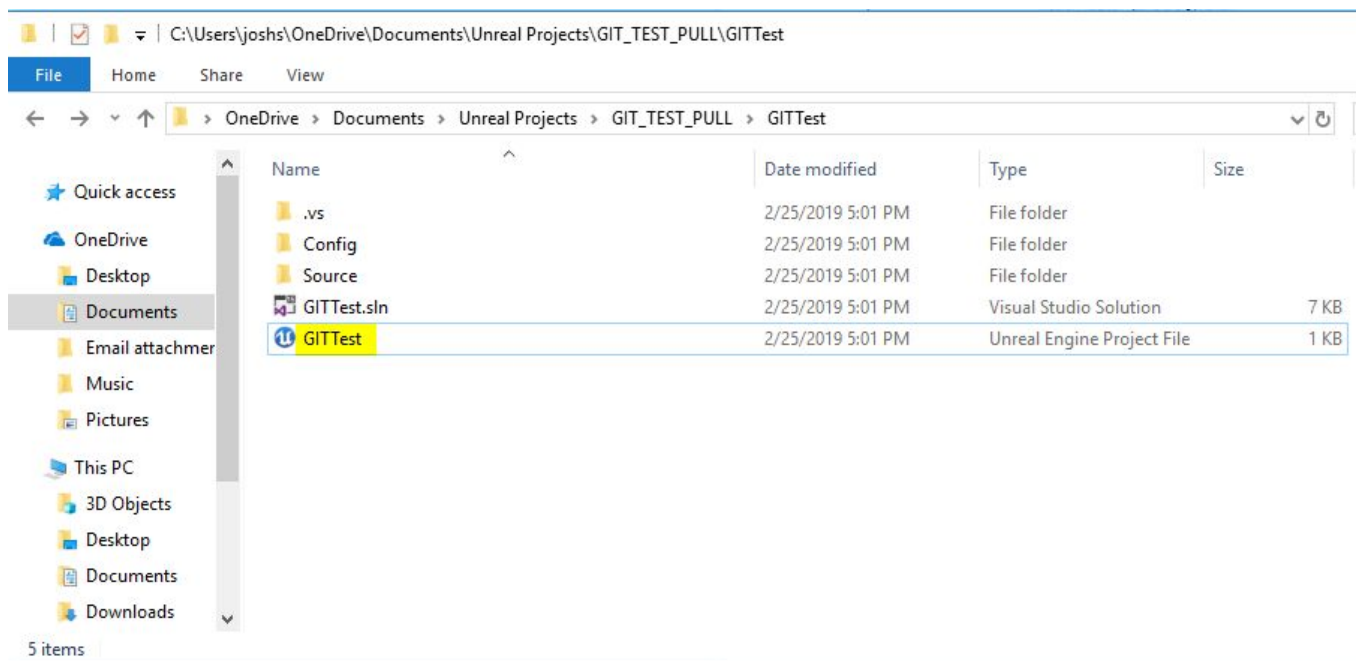 C:\Users\joshs\OneDrive\Documents\Unreal Projects\GIT_TEST_PULL\GITTest
File Home Share View
OneDrive > Documents > Unreal Projects > GIT_TEST_PULL > GITTest
Name Date modified Type Size
Quick access
.vs 2/25/2019 5:01 PM File folder
OneDrive
Config 2/25/2019 5:01 PM File folder
Desktop
Source 2/25/2019 5:01 PM File folder
Documents
GITTest.sln 2/25/2019 5:01 PM Visual Studio Solution 7 KB
GITTest 2/25/2019 5:01 PM Unreal Engine Project File 1 KB
Email attachmer
Music
Pictures
This PC
3D Objects
Desktop
Documents
Downloads
5 items